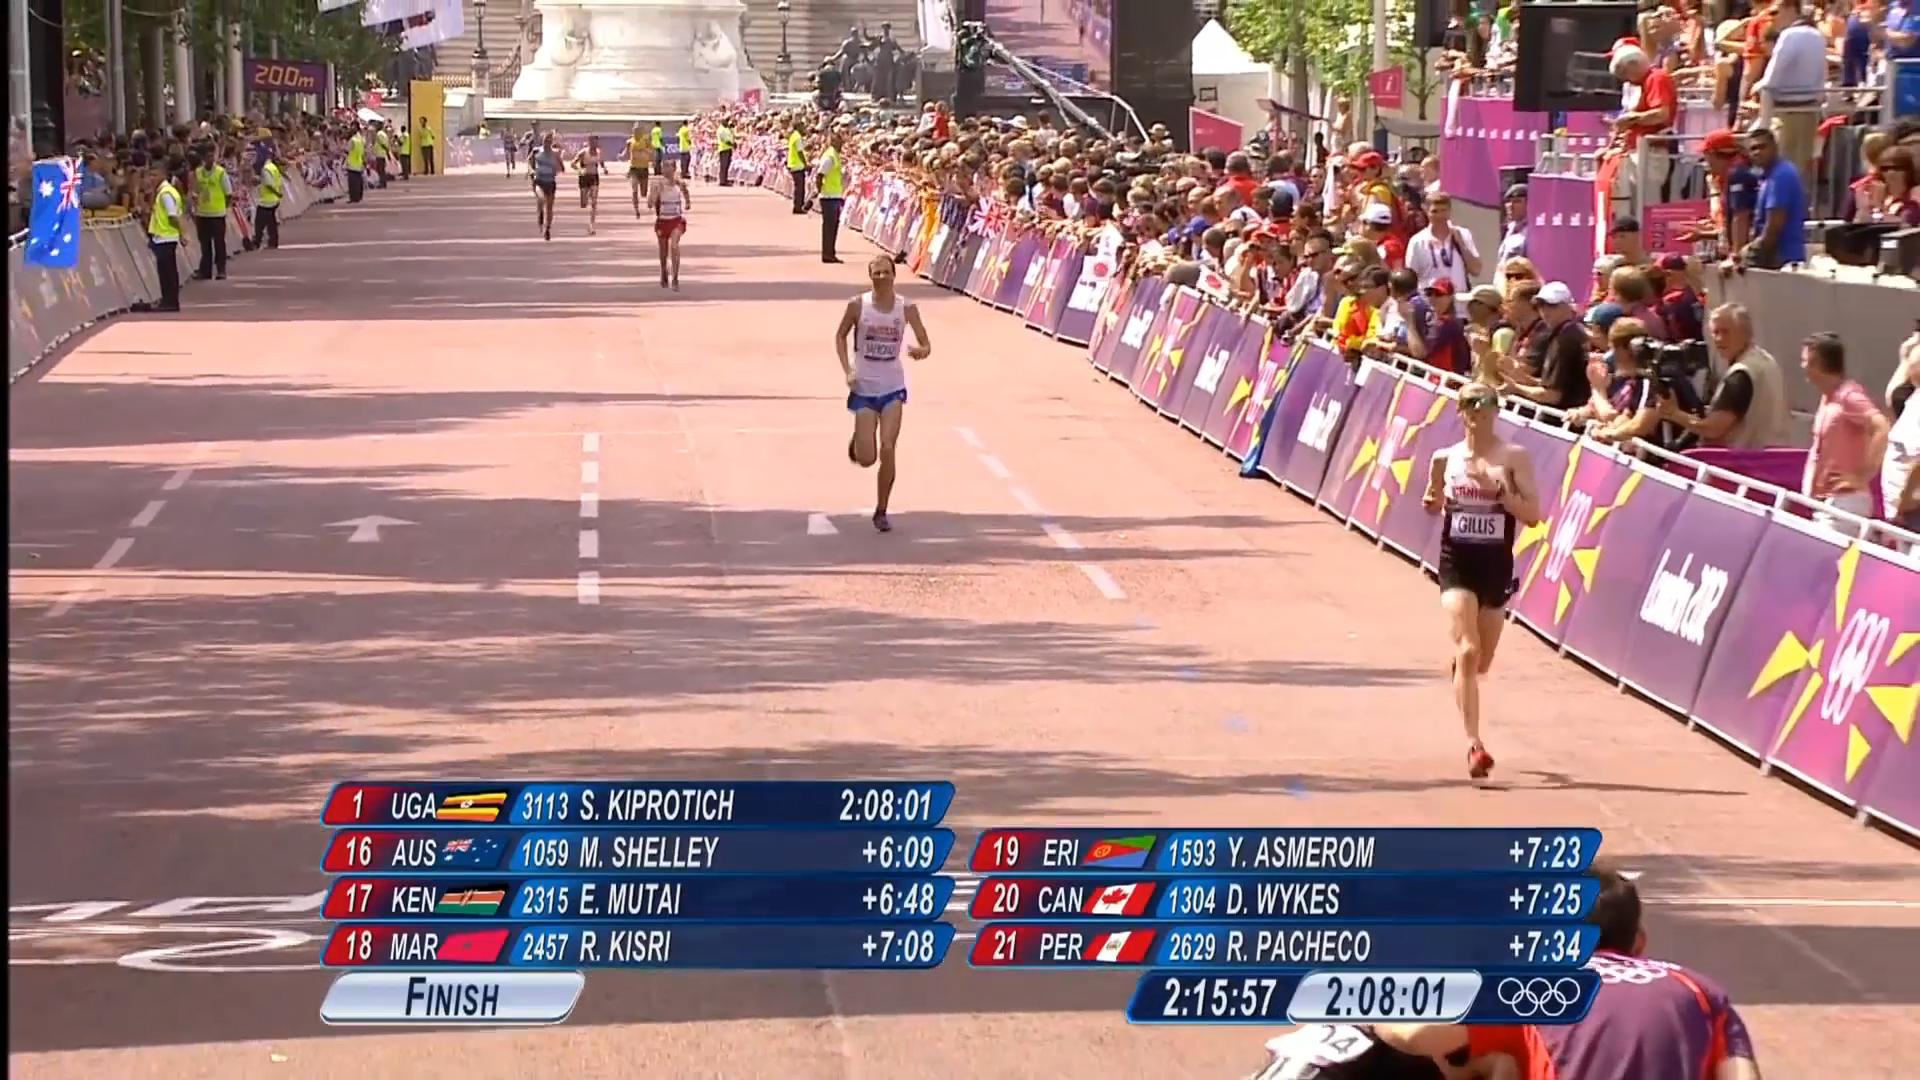 200m
GILLIS
London 2012
1 UGA 3113 S. KIPROTICH 2:08:01
16 AUS 1059 M. SHELLEY +6:09
17 KEN 2315 E. MUTAI +6:48
18 MAR 2457 R. KISRI +7:08
19 ERI 1593 Y. ASMEROM +7:23
20 CAN 1304 D. WYKES +7:25
21 PER 2629 R. PACHECO +7:34
FINISH
2:15:57 2:08:01